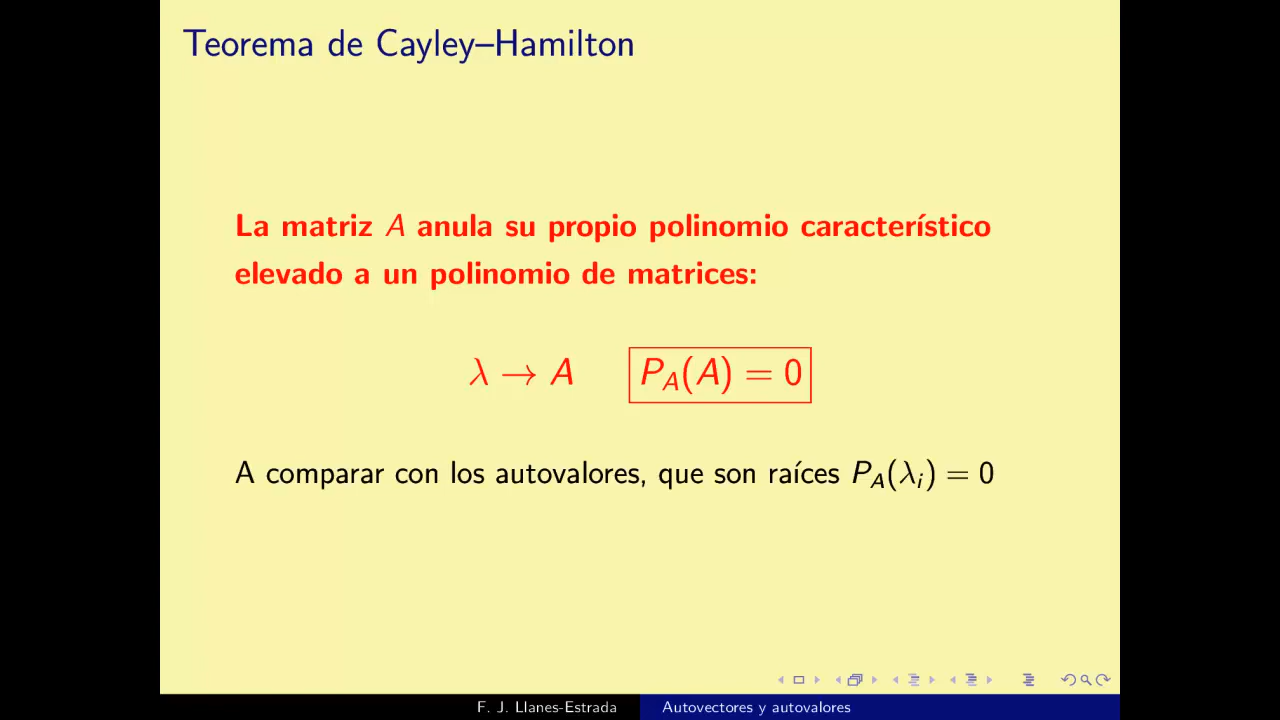 Teorema de Cayley–Hamilton
La matriz A anula su propio polinomio característico
elevado a un polinomio de matrices:
λ → A P_A(A) = 0
A comparar con los autovalores, que son raíces P_A(λ_i) = 0
F. J. Llanes-Estrada Autovectores y autovalores